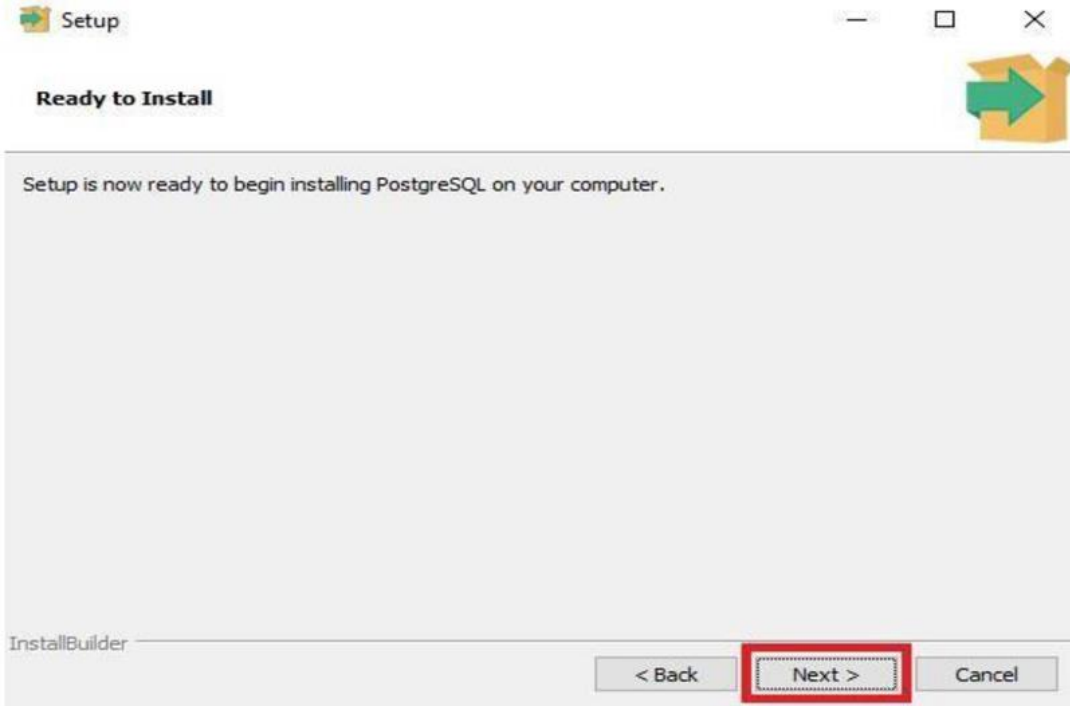 Setup
Ready to Install
Setup is now ready to begin installing PostgreSQL on your computer.
InstallBuilder
< Back
Next >
Cancel